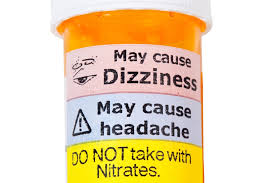 May cause
Dizziness
May cause
headache
DO NOT take with
Nitrates.